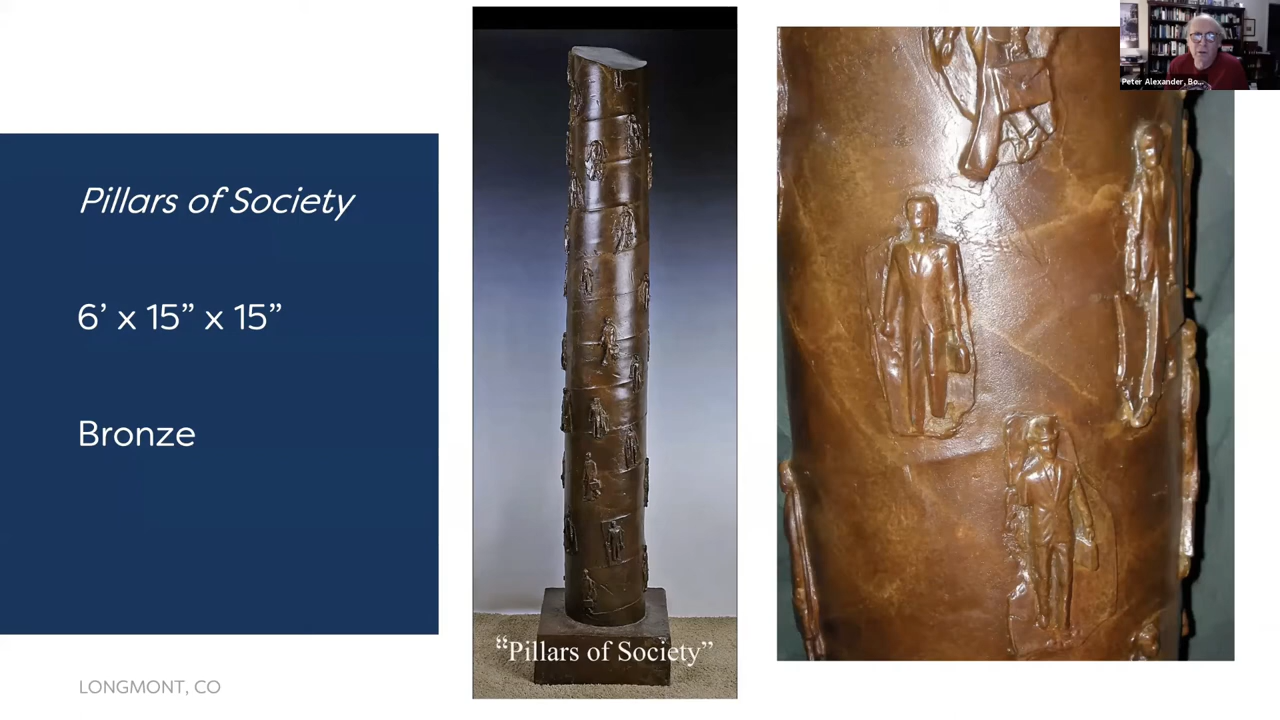 Pillars of Society
6’ x 15” x 15”
Bronze
LONGMONT, CO
“Pillars of Society”
Peter Alexander, Bo...